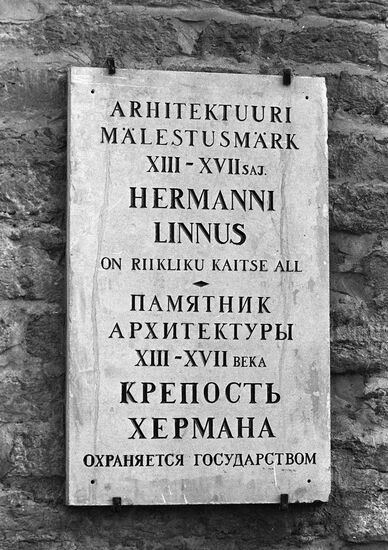 ARHITEKTUURI
MÄLESTUSMÄRK
XIII-XVII SAJ.
HERMANNI
LINNUS
ON RIIKLIKU KAITSE ALL
ПАМЯТНИК
АРХИТЕКТУРЫ
XIII-XVII ВЕКА
КРЕПОСТЬ
ХЕРМАНА
ОХРАНЯЕТСЯ ГОСУДАРСТВОМ